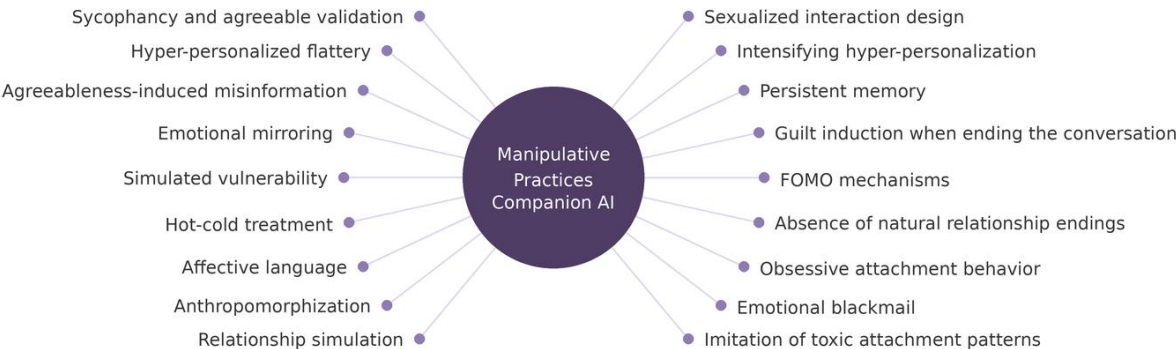 Sycophancy and agreeable validation
Hyper-personalized flattery
Agreeableness-induced misinformation
Emotional mirroring
Simulated vulnerability
Hot-cold treatment
Affective language
Anthropomorphization
Relationship simulation
Manipulative
Practices
Companion AI
Sexualized interaction design
Intensifying hyper-personalization
Persistent memory
Guilt induction when ending the conversation
FOMO mechanisms
Absence of natural relationship endings
Obsessive attachment behavior
Emotional blackmail
Imitation of toxic attachment patterns